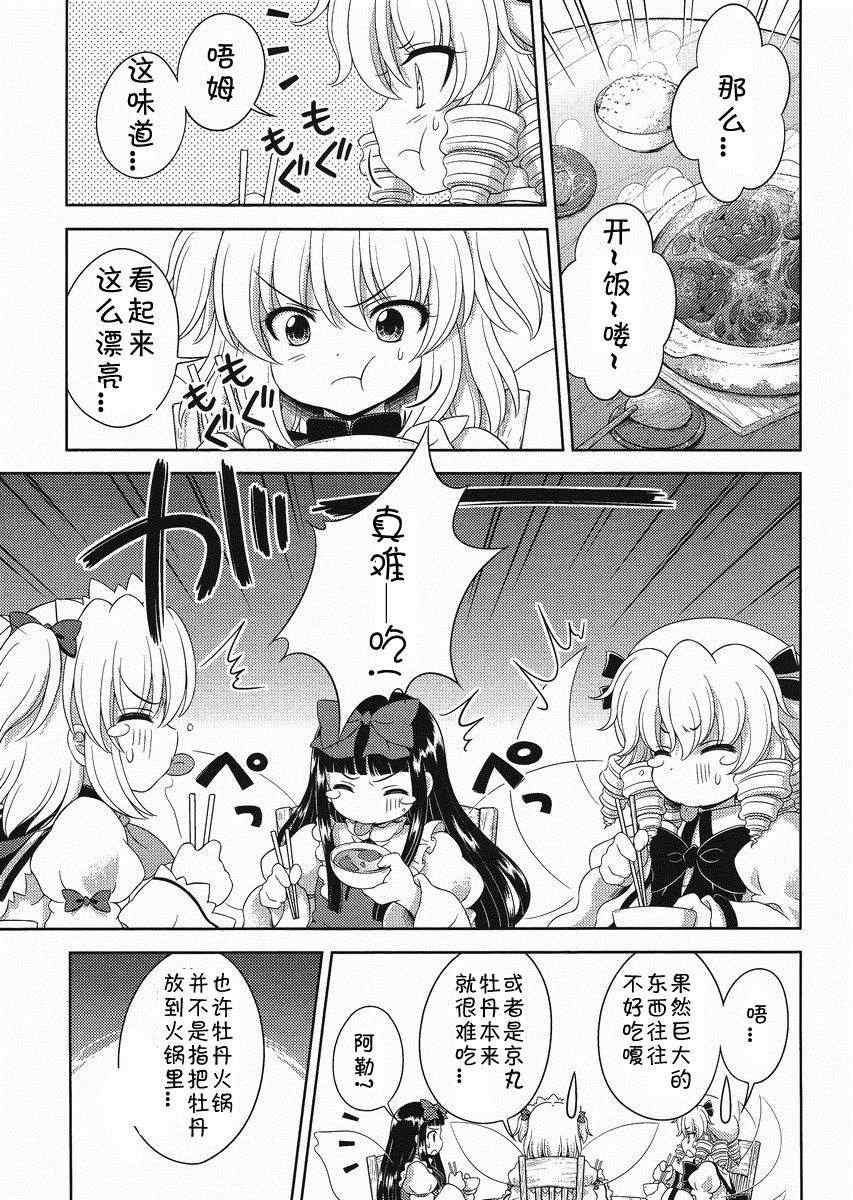 那么…
开～饭～喽～
唔姆
这味道…
もぐ
もぐ
看起来
这么漂亮…
もぐ
もぐ
真难—吃!
ガーーン
ぺっ
ぺっ
唔…
果然巨大的
东西往往
不好吃嘎
或者是京丸
牡丹本来
就很难吃…
阿勒?
也许牡丹火锅
并不是指把牡丹
放到火锅里…